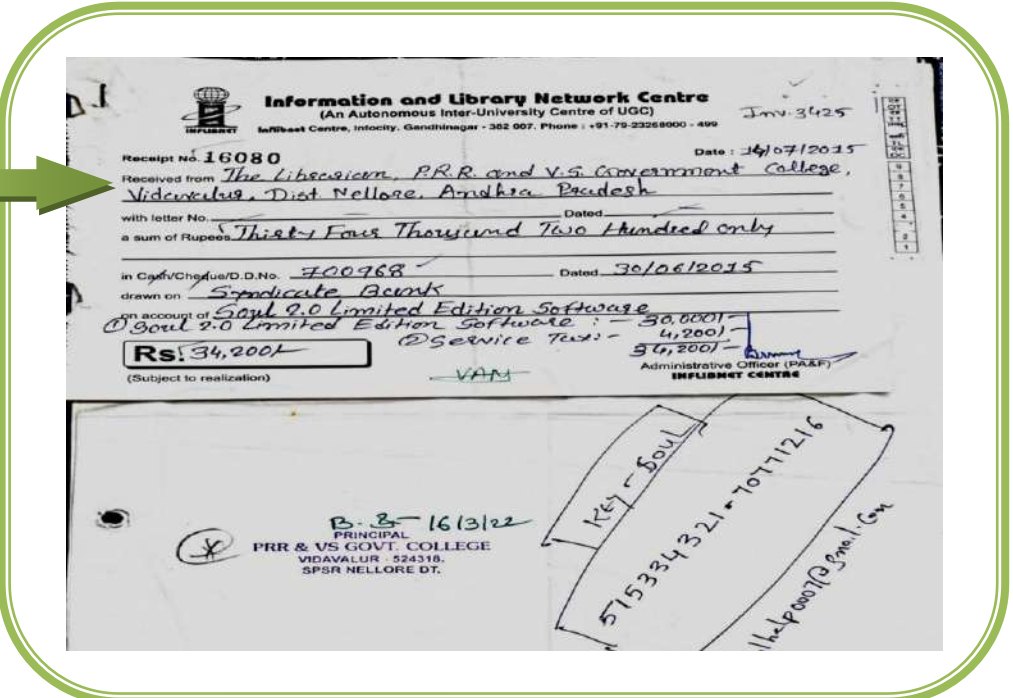 Information and Library Network Centre
(An Autonomous Inter-University Centre of UGC)
Inv. 3425
INFLIBNET
Infibnet Centre, Infocity, Gandhinagar - 382 007. Phone : +91-79-23268000 - 499
Receipt No. 16080
Date : 14/07/2015
Received from The Librarian, P.R.R. and V.S. Government College,
Vidavalur, Dist Nellore, Andhra Pradesh
with letter No. Dated
a sum of Rupees Thirty Four Thousand Two Hundred only
in Cash/Cheque/D.D.No. 700968 Dated 30/06/2015
drawn on Syndicate Bank
on account of Soul 2.0 Limited Edition Software
① Soul 2.0 Limited Edition Software : - 30,000/-
② Service Tax:- 4,200/-
34,200/-
Rs. 34,200/-
Administrative Officer (PA&F)
INFLIBNET CENTRE
(Subject to realization)
VAM
KEY - SOUL
515334321-70771216
lhelp0007@gmail.com
B. 16/3/22
PRINCIPAL
PRR & VS GOVT. COLLEGE
VIDAVALUR - 524318.
SPSR NELLORE DT.